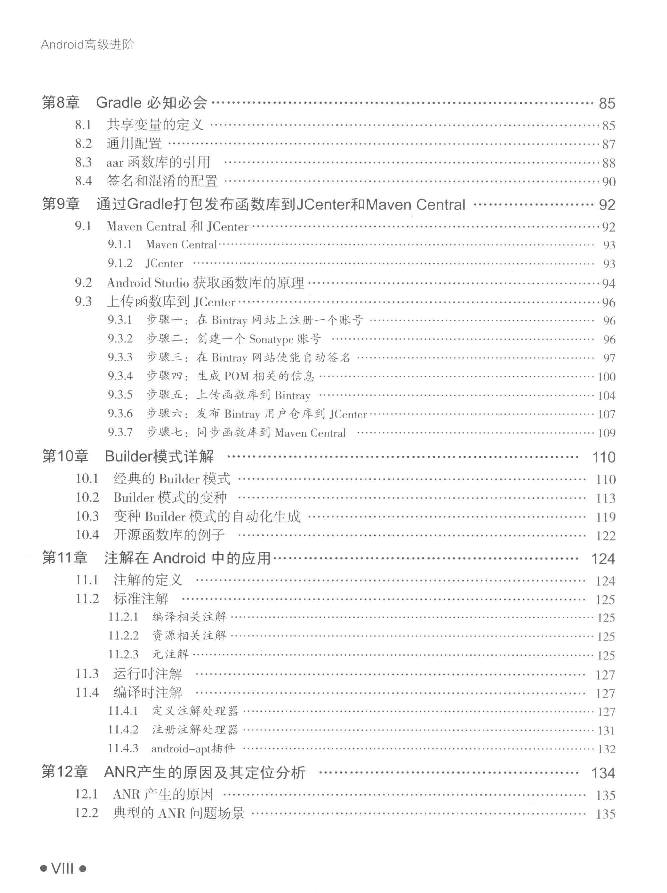 Android高级进阶
第8章 Gradle 必知必会 …… 85
8.1 共享变量的定义 …… 85
8.2 通用配置 …… 87
8.3 aar 函数库的引用 …… 88
8.4 签名和混淆的配置 …… 90
第9章 通过Gradle打包发布函数库到JCenter和Maven Central …… 92
9.1 Maven Central 和 JCenter …… 92
9.1.1 Maven Central …… 93
9.1.2 JCenter …… 93
9.2 Android Studio 获取函数库的原理 …… 94
9.3 上传函数库到 JCenter …… 96
9.3.1 步骤一：在 Bintray 网站上注册一个账号 …… 96
9.3.2 步骤二：创建一个 Sonatype 账号 …… 96
9.3.3 步骤三：在 Bintray 网站使能自动签名 …… 97
9.3.4 步骤四：生成 POM 相关的信息 …… 100
9.3.5 步骤五：上传函数库到 Bintray …… 104
9.3.6 步骤六：发布 Bintray 用户仓库到 JCenter …… 107
9.3.7 步骤七：同步函数库到 Maven Central …… 109
第10章 Builder模式详解 …… 110
10.1 经典的 Builder 模式 …… 110
10.2 Builder 模式的变种 …… 113
10.3 变种 Builder 模式的自动化生成 …… 119
10.4 开源函数库的例子 …… 122
第11章 注解在 Android 中的应用 …… 124
11.1 注解的定义 …… 124
11.2 标准注解 …… 125
11.2.1 编译相关注解 …… 125
11.2.2 资源相关注解 …… 125
11.2.3 元注解 …… 125
11.3 运行时注解 …… 127
11.4 编译时注解 …… 127
11.4.1 定义注解处理器 …… 127
11.4.2 注册注解处理器 …… 131
11.4.3 android-apt插件 …… 132
第12章 ANR产生的原因及其定位分析 …… 134
12.1 ANR 产生的原因 …… 135
12.2 典型的 ANR 问题场景 …… 135
● VIII ●